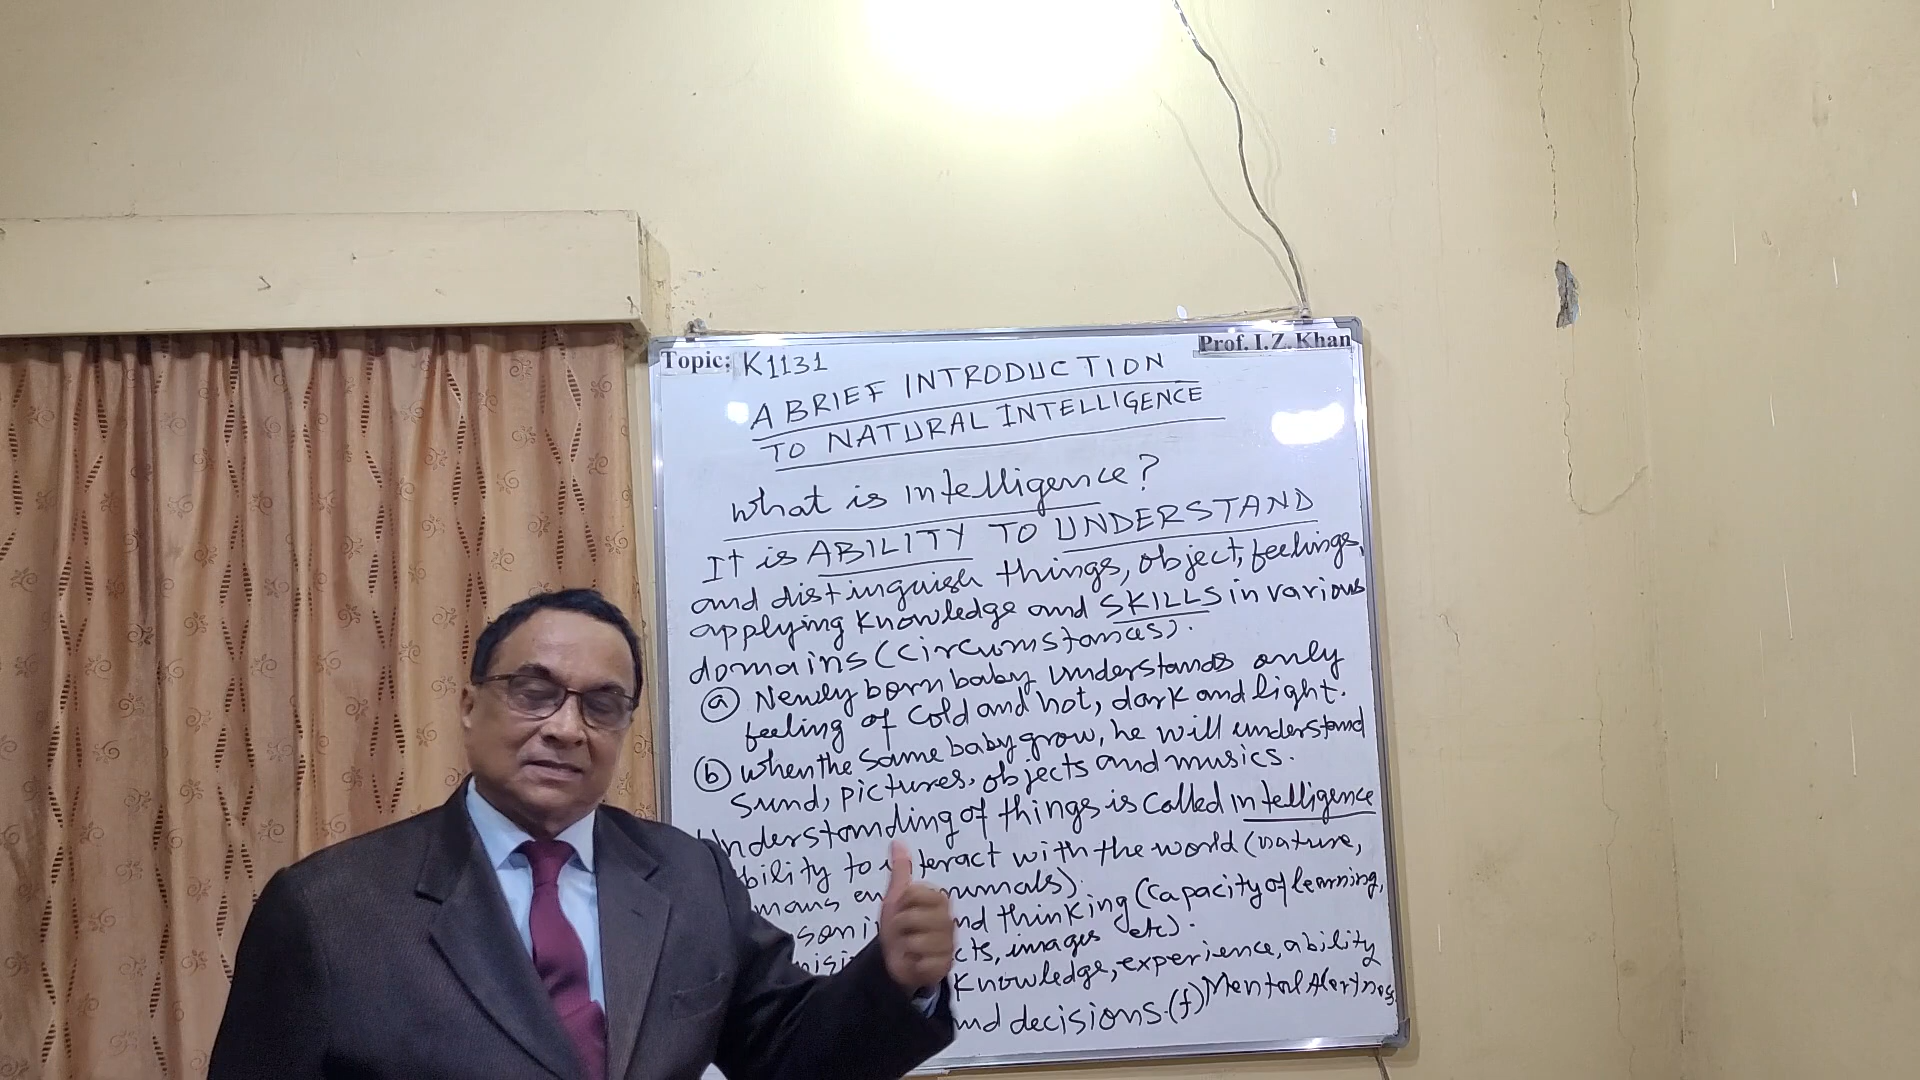 Topic: K1131
Prof. I. Z. Khan
A BRIEF INTRODUCTION
TO NATURAL INTELLIGENCE
What is intelligence?
It is ABILITY TO UNDERSTAND
and distinguish things, object, feelings,
applying knowledge and SKILLS in various
domains (circumstances).
(a) Newly born baby understands only
feeling of cold and hot, dark and light.
(b) when the same baby grow, he will understand
Sund, pictures, objects and musics.
Understanding of things is called intelligence
bility to interact with the world (nature,
mans
nimals).
nd thinking (capacity of learning,
cts, images etc).
knowledge, experience, ability
nd decisions. (f) Mental Alertness